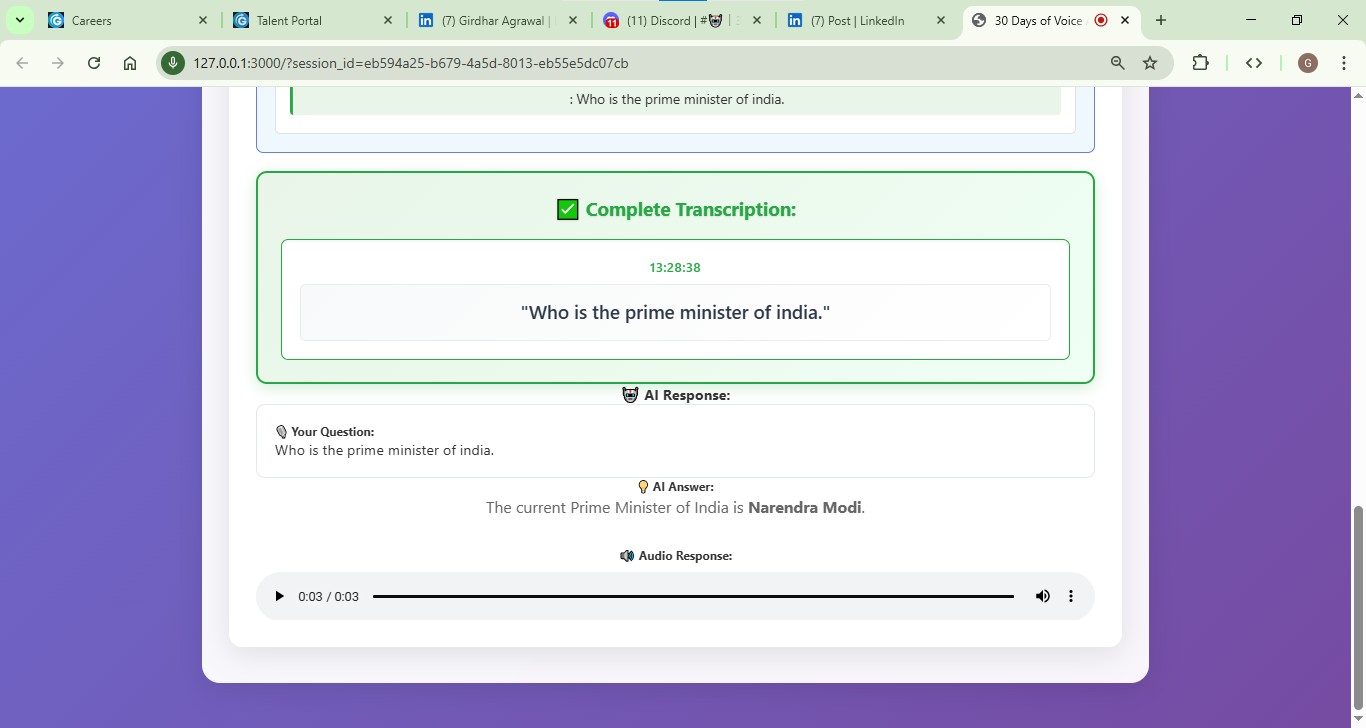 Careers
Talent Portal
(7) Girdhar Agrawal |
(11) Discord | #🤖 |
(7) Post | LinkedIn
30 Days of Voice
127.0.0.1:3000/?session_id=eb594a25-b679-4a5d-8013-eb55e5dc07cb
G
: Who is the prime minister of india.
✅ Complete Transcription:
13:28:38
"Who is the prime minister of india."
🤖 AI Response:
🎙️ Your Question:
Who is the prime minister of india.
💡 AI Answer:
The current Prime Minister of India is Narendra Modi.
🔊 Audio Response:
0:03 / 0:03